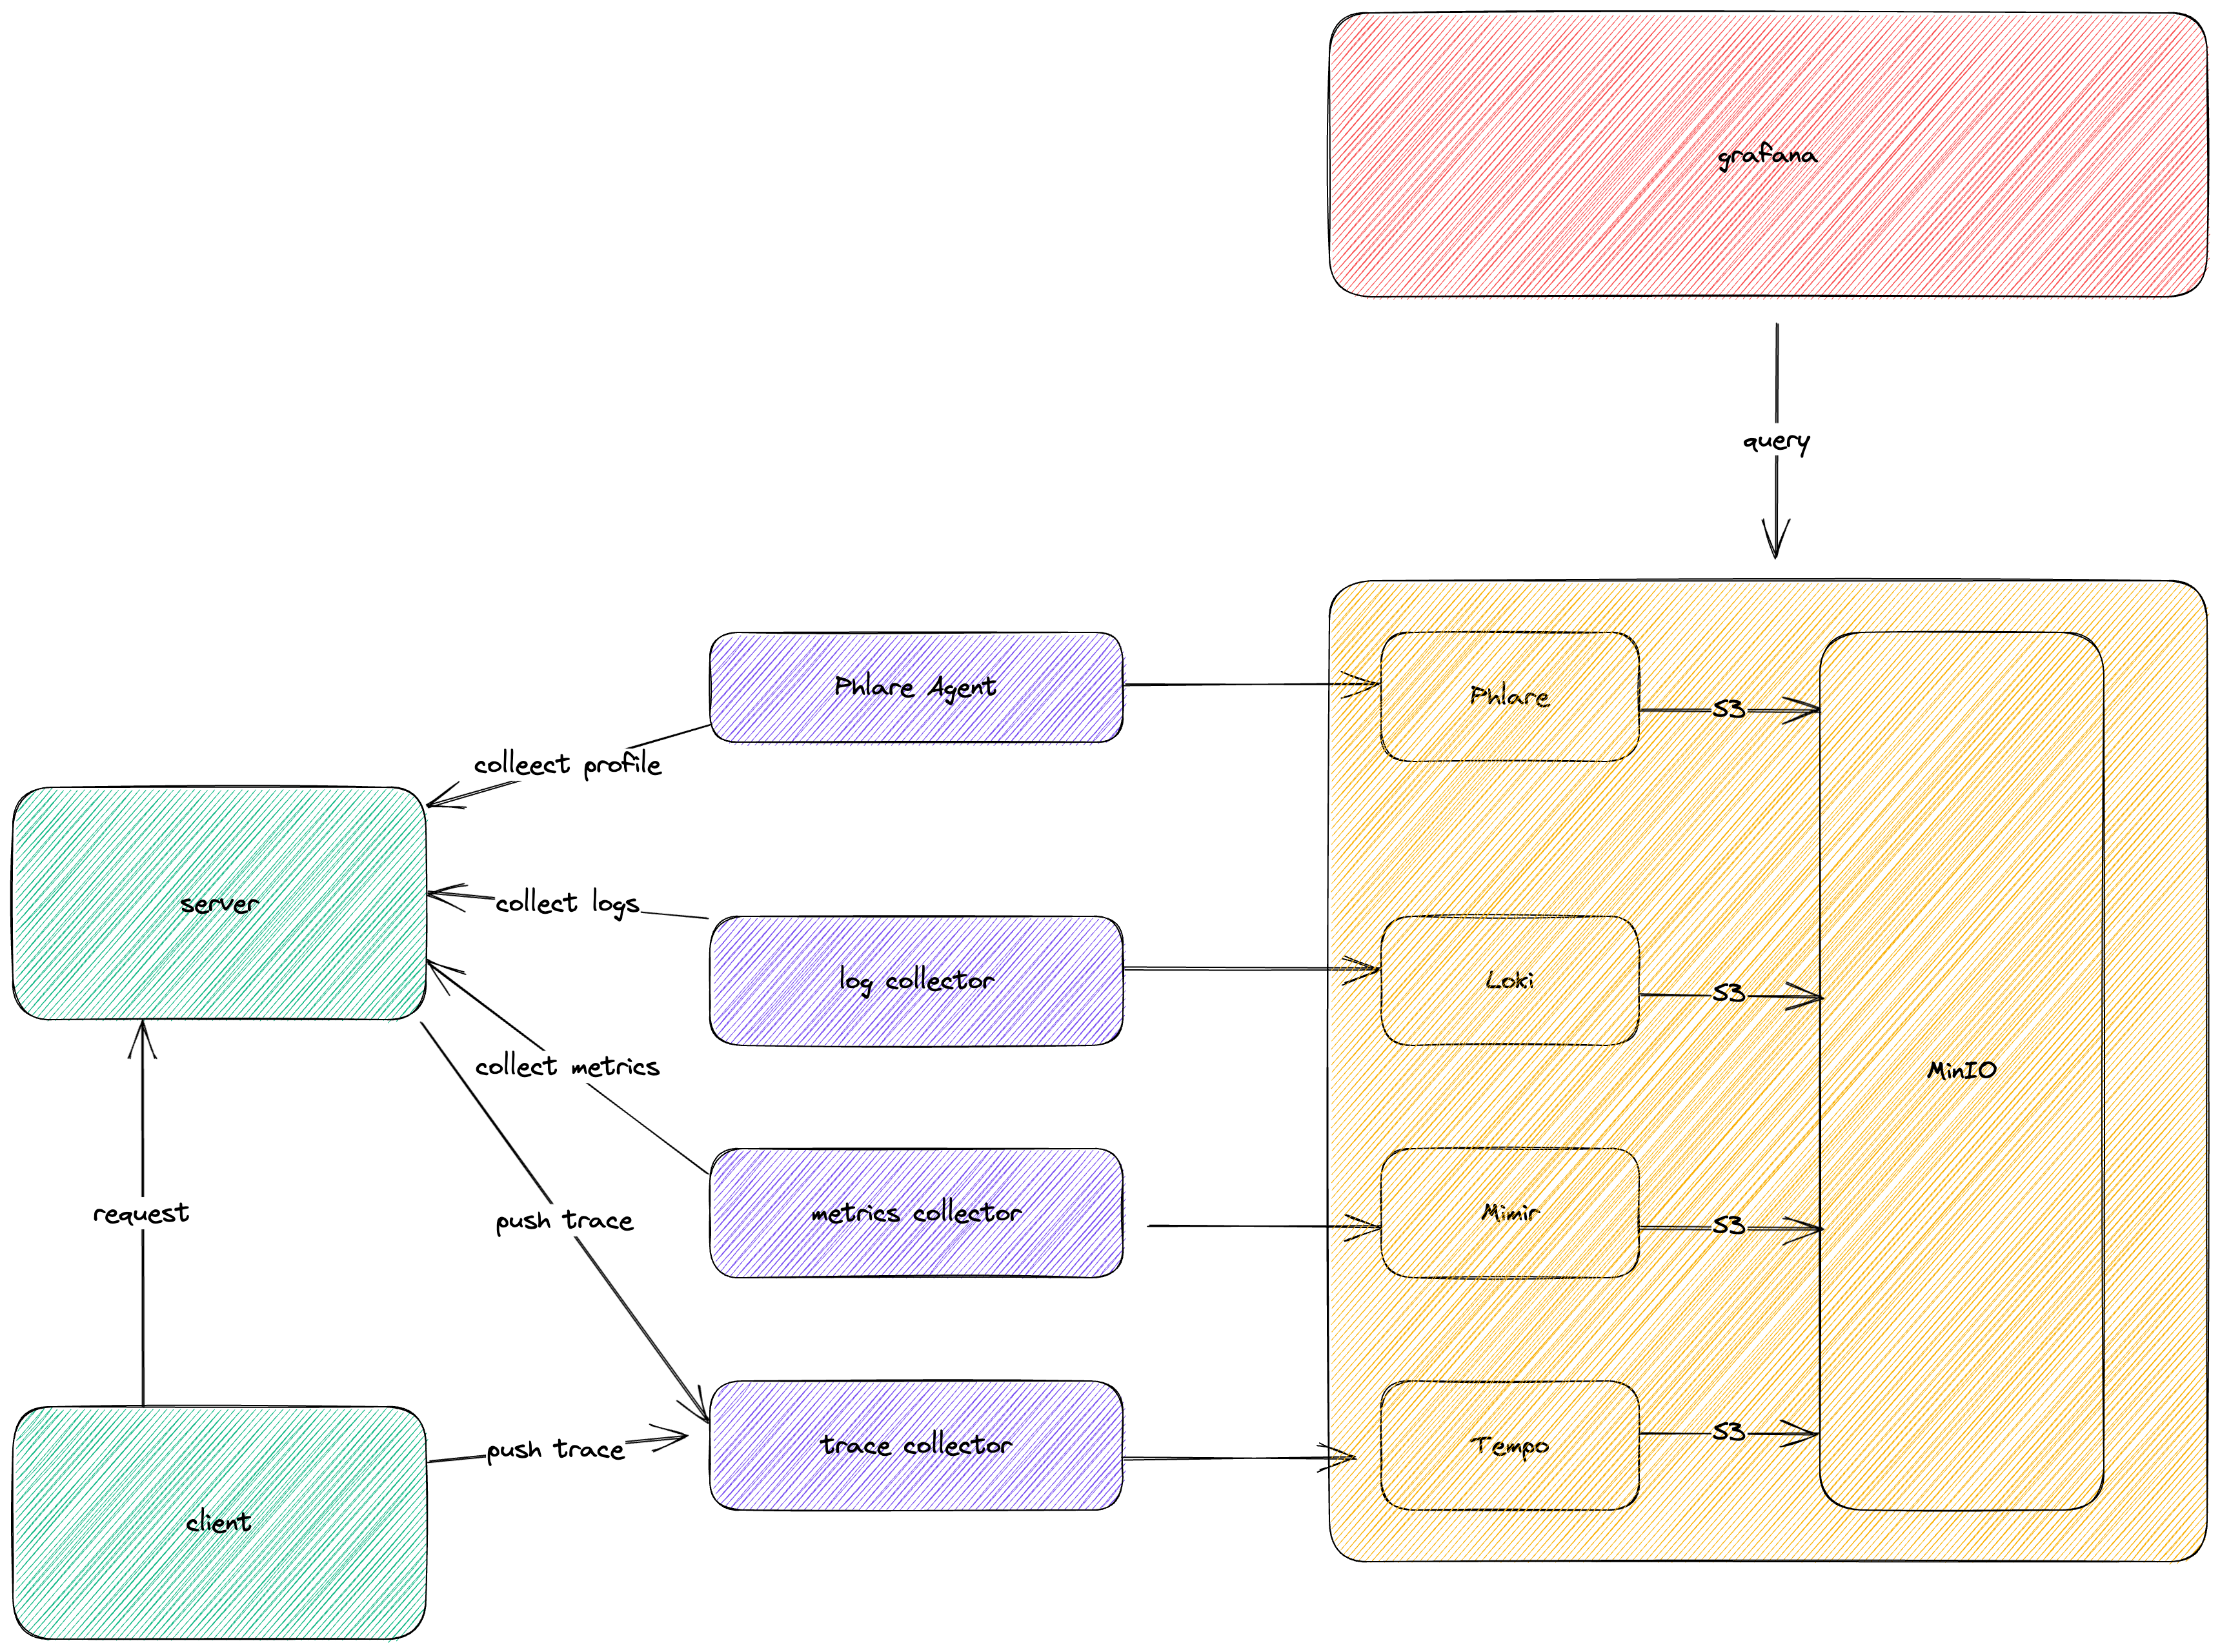 grafana
query
Phlare Agent
Phlare
S3
colleect profile
server
collect logs
log collector
Loki
S3
MinIO
collect metrics
request
push trace
metrics collector
Mimir
S3
push trace
trace collector
Tempo
S3
client